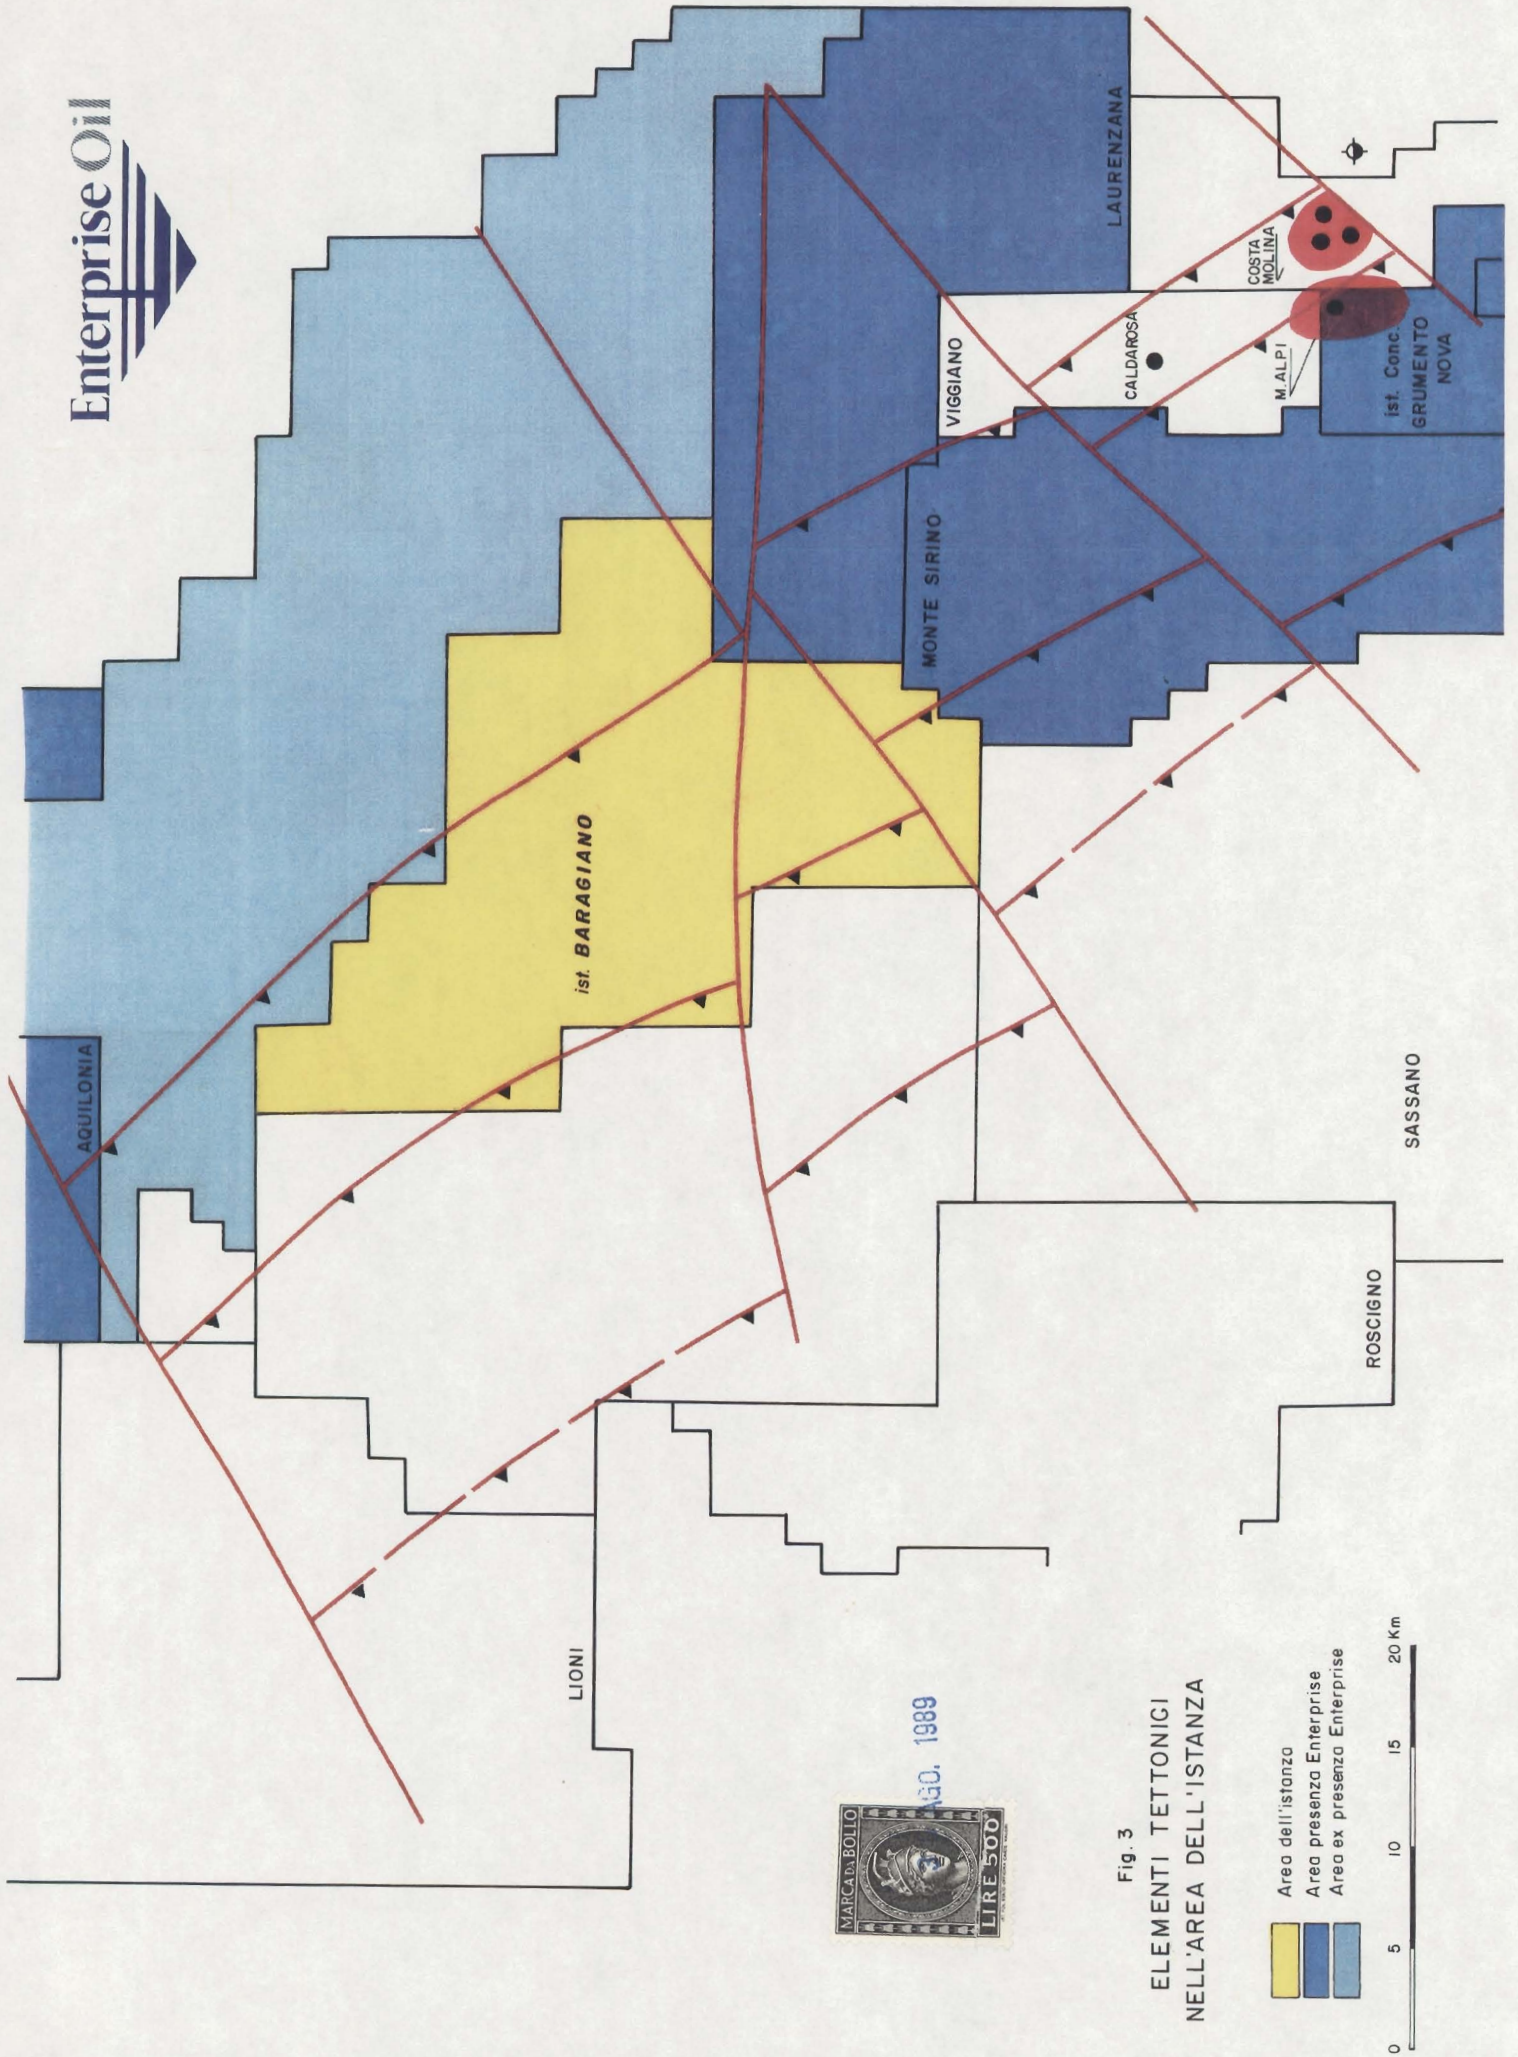 Enterprise Oil
AQUILONIA
ist. BARAGIANO
LAURENZANA
VIGGIANO
MONTE SIRINO
CALDAROSA
COSTA
MOLINA
M. ALPI
ist. Conc.
GRUMENTO
NOVA
SASSANO
ROSCIGNO
LIONI
MARCA DA BOLLO
LIRE 500
AGO. 1989
Fig. 3
ELEMENTI TETTONIGI
NELL'AREA DELL'ISTANZA
Area dell'istanza
Area presenza Enterprise
Area ex presenza Enterprise
0 5 10 15 20 Km